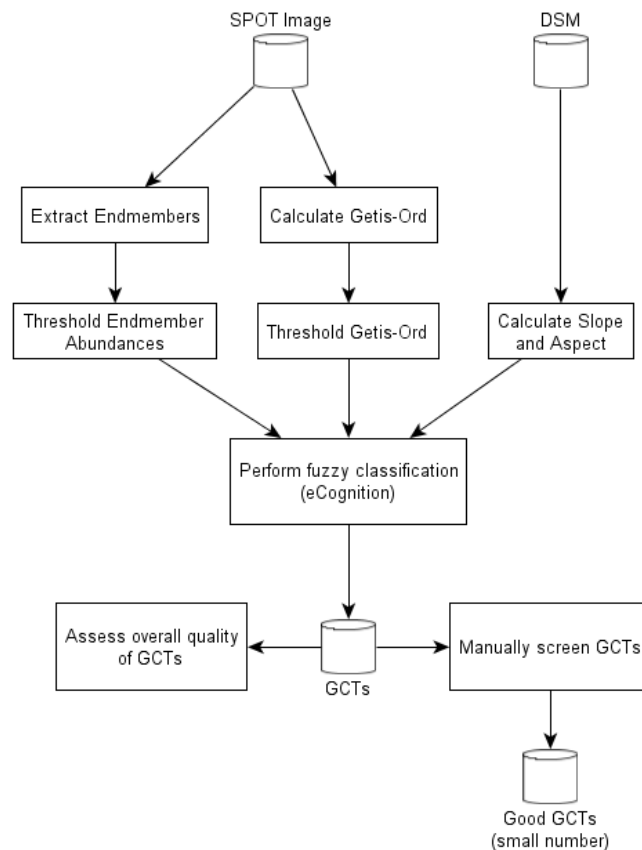 SPOT Image
DSM
Extract Endmembers
Calculate Getis-Ord
Threshold Endmember
Abundances
Threshold Getis-Ord
Calculate Slope
and Aspect
Perform fuzzy classification
(eCognition)
Assess overall quality
of GCTs
GCTs
Manually screen GCTs
Good GCTs
(small number)